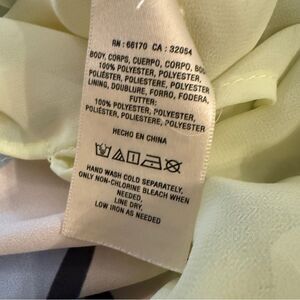 RN : 66170 CA : 32054
BODY, CORPS, CUERPO, CORPO, BODY
100% POLYESTER, POLYESTER,
POLIÉSTER, POLIESTERE, POLYESTER
LINING, DOUBLURE, FORRO, FODERA,
FUTTER:
100% POLYESTER, POLYESTER,
POLIÉSTER, POLIESTERE, POLYESTER
HECHO EN CHINA
HAND WASH COLD SEPARATELY,
ONLY NON-CHLORINE BLEACH WHEN
NEEDED,
LINE DRY,
LOW IRON AS NEEDED